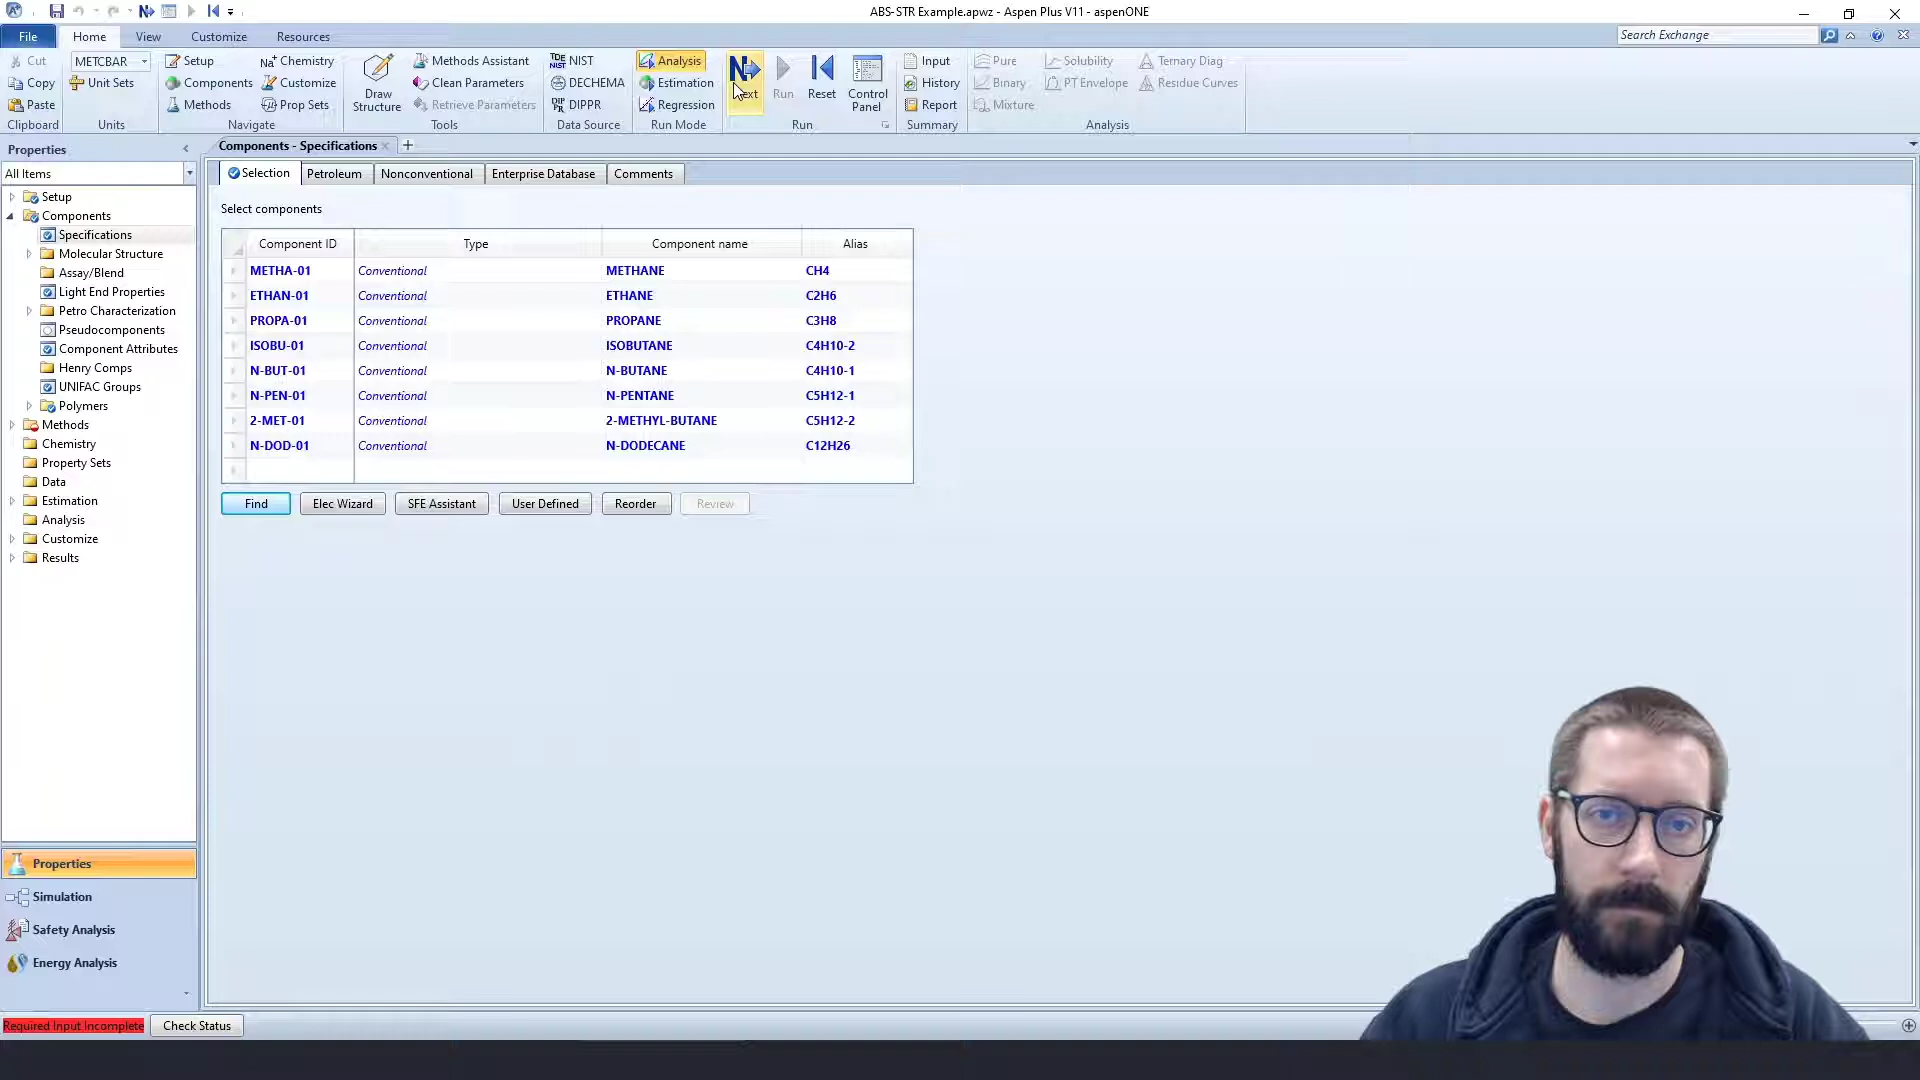 ABS-STR Example.apwz - Aspen Plus V11 - aspenONE
File Home View Customize Resources
Search Exchange
Cut METCBAR Setup Na+ Chemistry Methods Assistant NIST Analysis Input Pure Solubility Ternary Diag
Copy Unit Sets Components Customize Clean Parameters DECHEMA Estimation History Binary PT Envelope Residue Curves
Draw Structure Next Run Reset Control Panel
Paste Methods Prop Sets Retrieve Parameters DIPPR Regression Report Mixture
Clipboard Units Navigate Tools Data Source Run Mode Run Summary Analysis
Properties
Components - Specifications
All Items
Selection Petroleum Nonconventional Enterprise Database Comments
Setup
Components
Specifications
Molecular Structure
Assay/Blend
Light End Properties
Petro Characterization
Pseudocomponents
Component Attributes
Henry Comps
UNIFAC Groups
Polymers
Methods
Chemistry
Property Sets
Data
Estimation
Analysis
Customize
Results
Select components
Component ID Type Component name Alias
METHA-01 Conventional METHANE CH4
ETHAN-01 Conventional ETHANE C2H6
PROPA-01 Conventional PROPANE C3H8
ISOBU-01 Conventional ISOBUTANE C4H10-2
N-BUT-01 Conventional N-BUTANE C4H10-1
N-PEN-01 Conventional N-PENTANE C5H12-1
2-MET-01 Conventional 2-METHYL-BUTANE C5H12-2
N-DOD-01 Conventional N-DODECANE C12H26
Find Elec Wizard SFE Assistant User Defined Reorder Review
Properties
Simulation
Safety Analysis
Energy Analysis
Required Input Incomplete Check Status